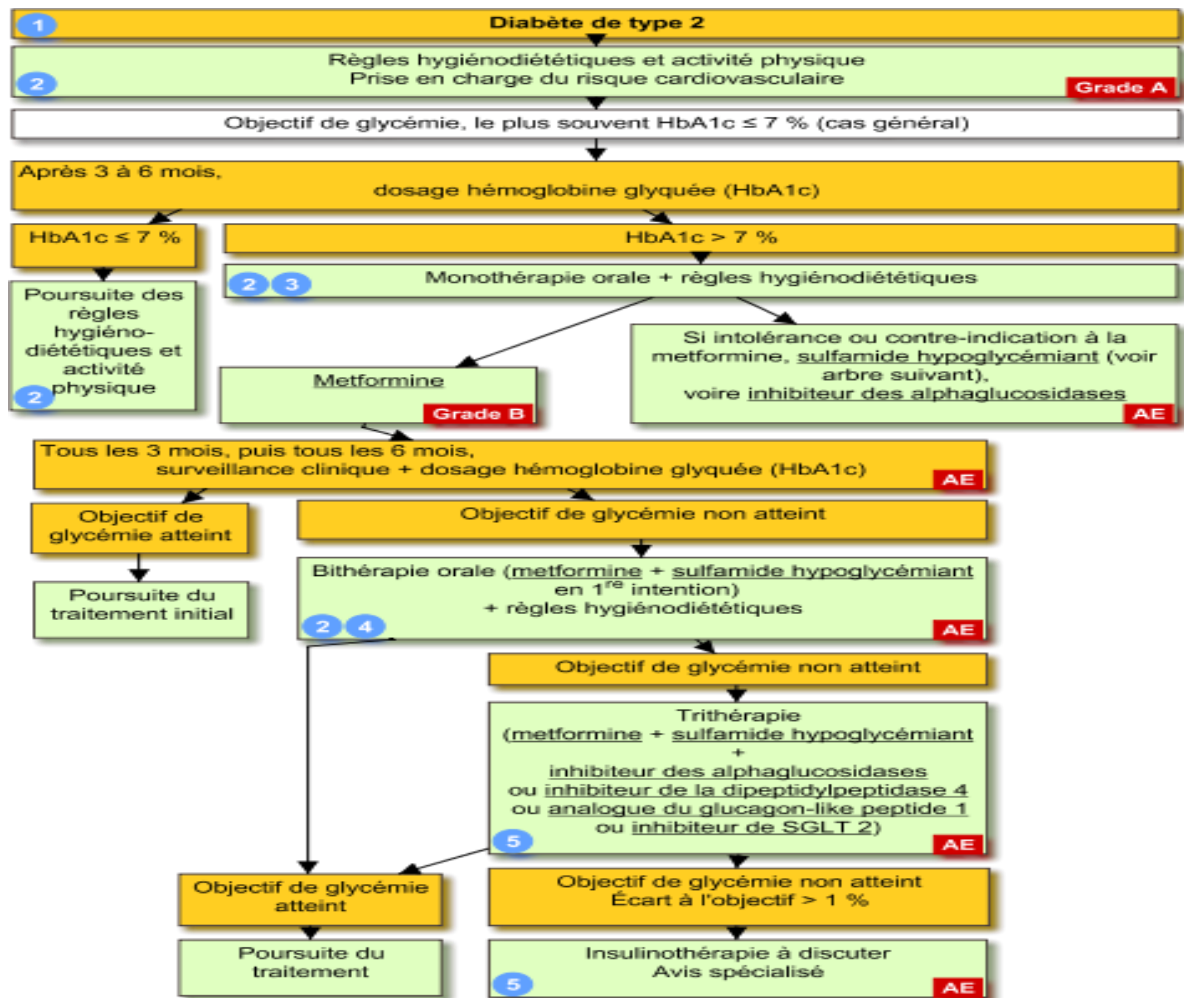 1
Diabète de type 2
Règles hygiénodiététiques et activité physique
Prise en charge du risque cardiovasculaire
2
Grade A
Objectif de glycémie, le plus souvent HbA1c ≤ 7 % (cas général)
Après 3 à 6 mois,
dosage hémoglobine glyquée (HbA1c)
HbA1c ≤ 7 %
HbA1c > 7 %
2 3
Monothérapie orale + règles hygiénodiététiques
Poursuite des
règles
hygiéno-
diététiques et
activité
physique
2
Si intolérance ou contre-indication à la
metformine, sulfamide hypoglycémiant (voir
arbre suivant),
voire inhibiteur des alphaglucosidases
AE
Metformine
Grade B
Tous les 3 mois, puis tous les 6 mois,
surveillance clinique + dosage hémoglobine glyquée (HbA1c)
AE
Objectif de
glycémie atteint
Objectif de glycémie non atteint
Poursuite du
traitement initial
Bithérapie orale (metformine + sulfamide hypoglycémiant
en 1re intention)
+ règles hygiénodiététiques
2 4
AE
Objectif de glycémie non atteint
Trithérapie
(metformine + sulfamide hypoglycémiant
+
inhibiteur des alphaglucosidases
ou inhibiteur de la dipeptidylpeptidase 4
ou analogue du glucagon-like peptide 1
ou inhibiteur de SGLT 2)
5
AE
Objectif de glycémie
atteint
Objectif de glycémie non atteint
Écart à l'objectif > 1 %
Poursuite du
traitement
Insulinothérapie à discuter
Avis spécialisé
5
AE